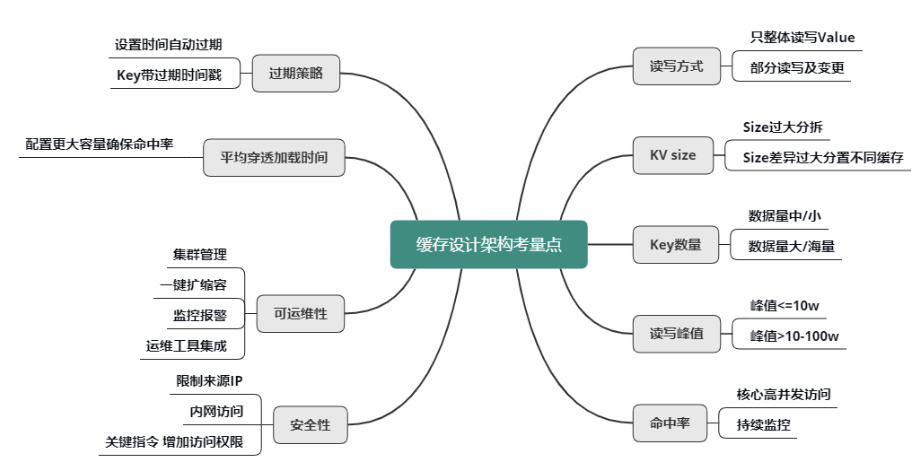 缓存设计架构考量点
读写方式
只整体读写Value
部分读写及变更
KV size
Size过大分拆
Size差异过大分置不同缓存
Key数量
数据量中/小
数据量大/海量
读写峰值
峰值<=10w
峰值>10-100w
命中率
核心高并发访问
持续监控
过期策略
设置时间自动过期
Key带过期时间戳
平均穿透加载时间
配置更大容量确保命中率
可运维性
集群管理
一键扩缩容
监控报警
运维工具集成
安全性
限制来源IP
内网访问
关键指令 增加访问权限